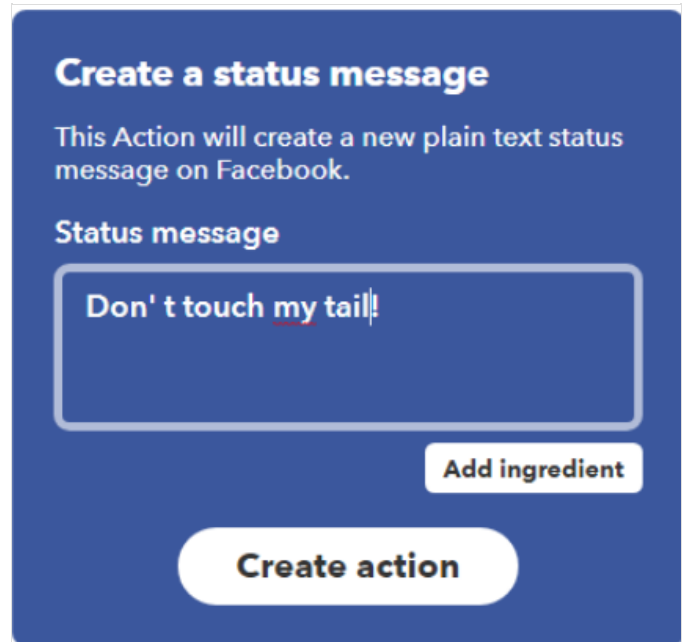 Create a status message
This Action will create a new plain text status
message on Facebook.
Status message
Don' t touch my tail!
Add ingredient
Create action